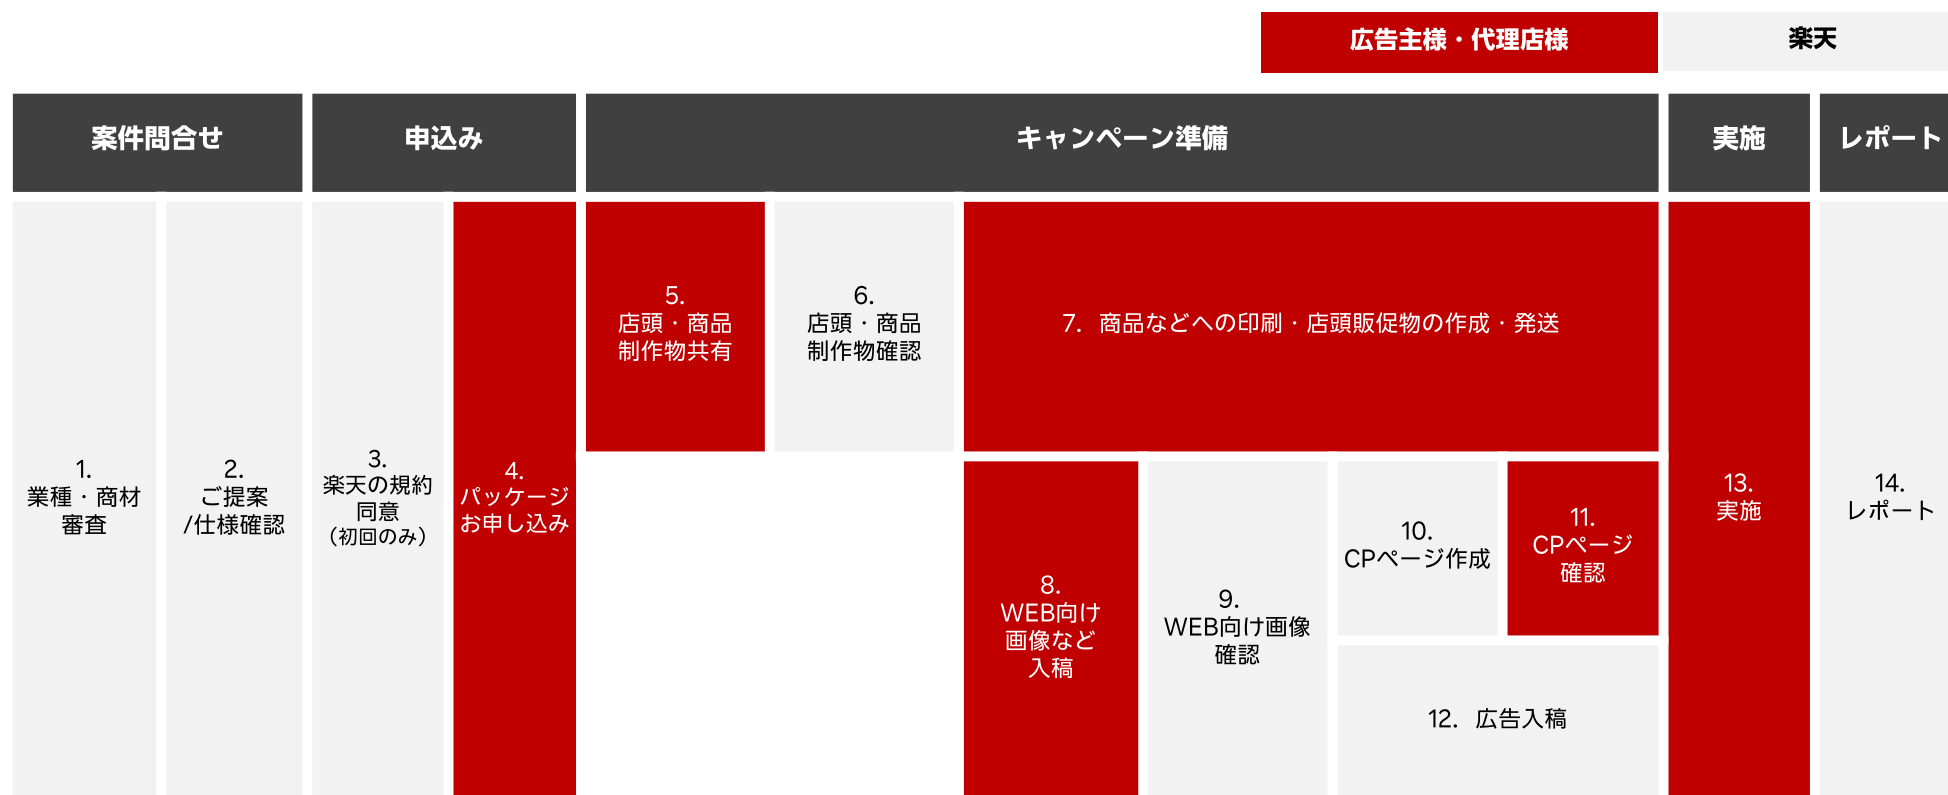 広告主様・代理店様
楽天
案件問合せ
申込み
キャンペーン準備
実施
レポート
1.
業種・商材
審査
2.
ご提案
/仕様確認
3.
楽天の規約
同意
（初回のみ）
4.
パッケージ
お申し込み
5.
店頭・商品
制作物共有
6.
店頭・商品
制作物確認
7. 商品などへの印刷・店頭販促物の作成・発送
8.
WEB向け
画像など
入稿
9.
WEB向け画像
確認
10.
CPページ作成
11.
CPページ
確認
12. 広告入稿
13.
実施
14.
レポート